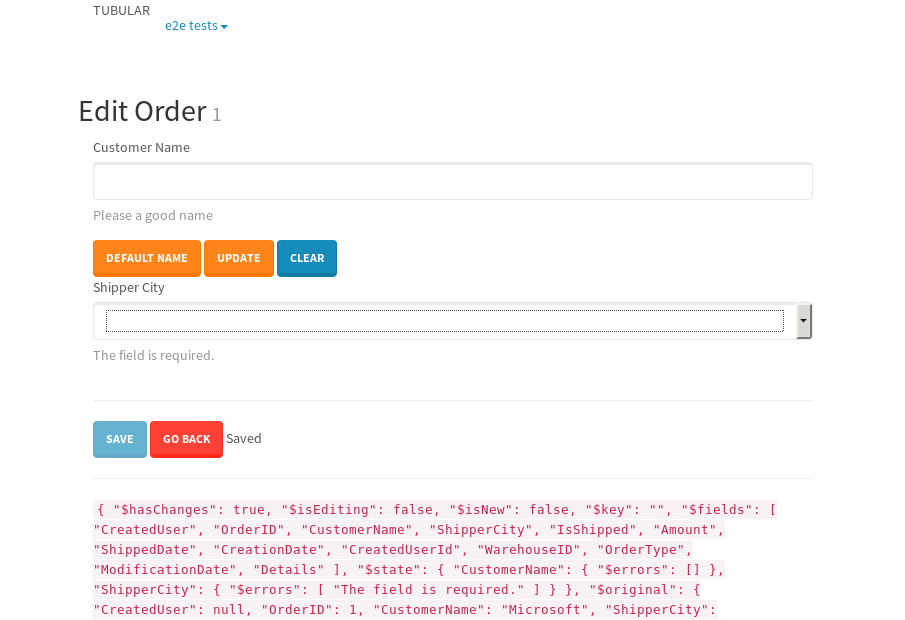 TUBULAR
e2e tests
Edit Order 1
Customer Name
Please a good name
DEFAULT NAME UPDATE CLEAR
Shipper City
The field is required.
SAVE GO BACK Saved
{ "$hasChanges": true, "$isEditing": false, "$isNew": false, "$key": "", "$fields": [
"CreatedUser", "OrderID", "CustomerName", "ShipperCity", "IsShipped", "Amount",
"ShippedDate", "CreationDate", "CreatedUserId", "WarehouseID", "OrderType",
"ModificationDate", "Details" ], "$state": { "CustomerName": { "$errors": [] },
"ShipperCity": { "$errors": [ "The field is required." ] } }, "$original": {
"CreatedUser": null, "OrderID": 1, "CustomerName": "Microsoft", "ShipperCity":